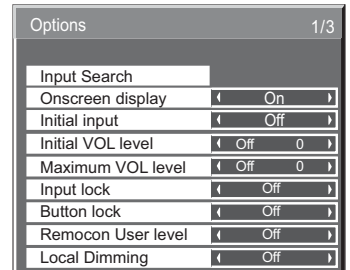 Options 1/3
Input Search
Onscreen display On
Initial input Off
Initial VOL level Off 0
Maximum VOL level Off 0
Input lock Off
Button lock Off
Remocon User level Off
Local Dimming Off